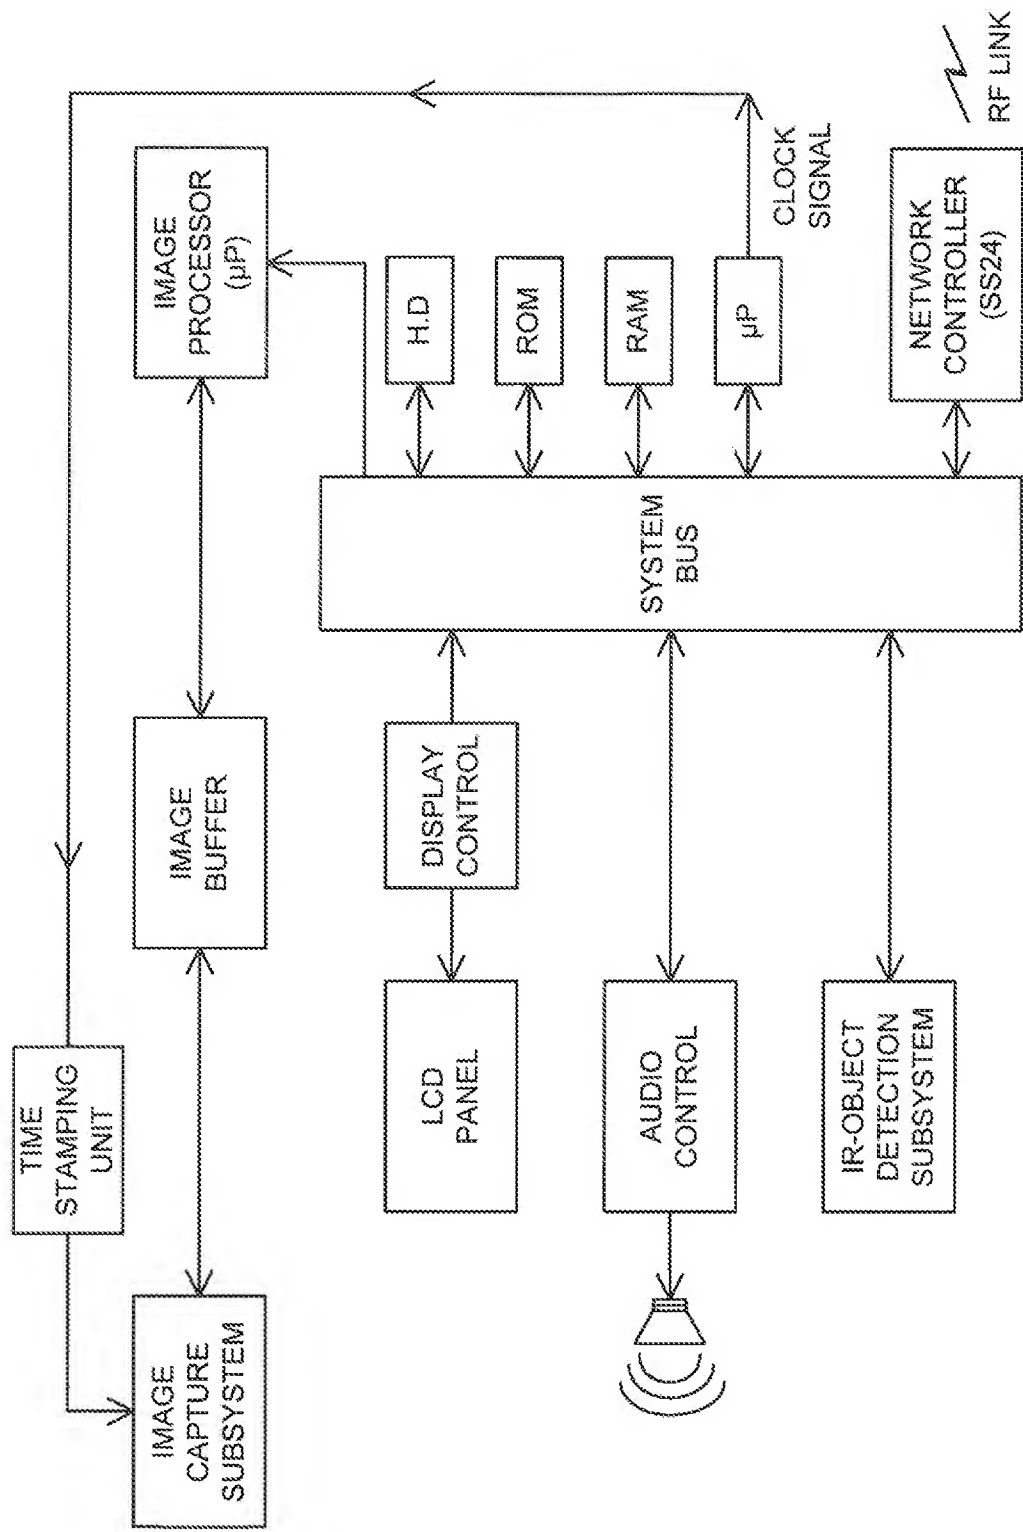 TIME
STAMPING
UNIT
IMAGE
CAPTURE
SUBSYSTEM
IMAGE
BUFFER
IMAGE
PROCESSOR
(µP)
LCD
PANEL
DISPLAY
CONTROL
H.D
ROM
AUDIO
CONTROL
SYSTEM
BUS
RAM
µP
CLOCK
SIGNAL
IR-OBJECT
DETECTION
SUBSYSTEM
NETWORK
CONTROLLER
(SS24)
RF LINK